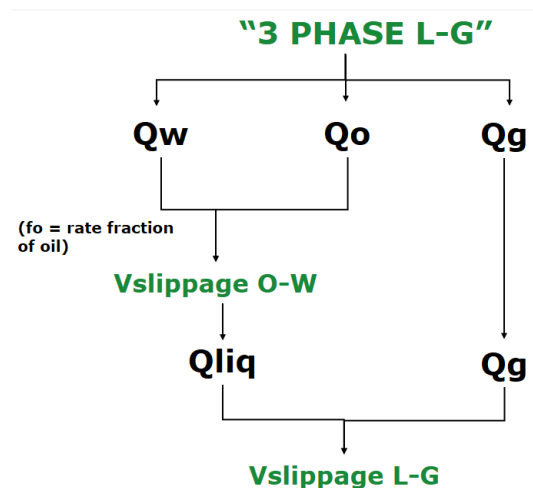 “3 PHASE L–G”
Qw Qo Qg
(fo = rate fraction
of oil)
Vslippage O–W
Qliq Qg
Vslippage L–G